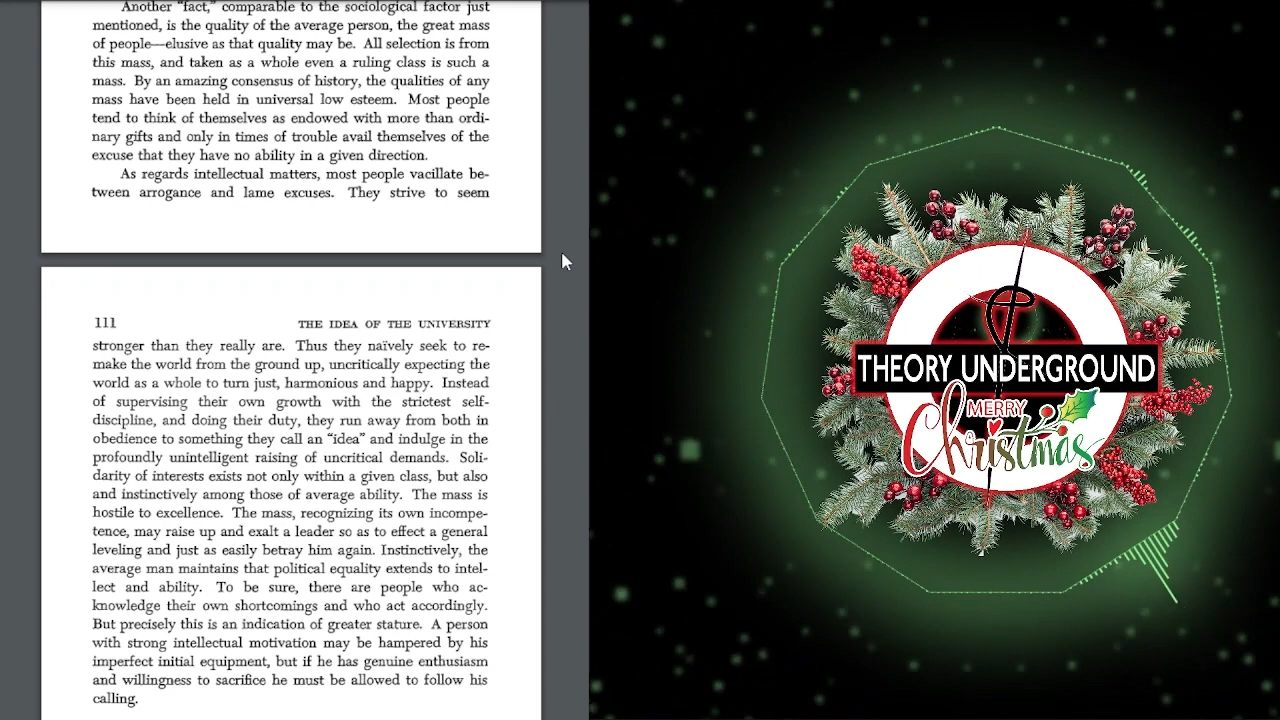 Another "fact," comparable to the sociological factor just
mentioned, is the quality of the average person, the great mass
of people—elusive as that quality may be. All selection is from
this mass, and taken as a whole even a ruling class is such a
mass. By an amazing consensus of history, the qualities of any
mass have been held in universal low esteem. Most people
tend to think of themselves as endowed with more than ordi-
nary gifts and only in times of trouble avail themselves of the
excuse that they have no ability in a given direction.
As regards intellectual matters, most people vacillate be-
tween arrogance and lame excuses. They strive to seem
111 THE IDEA OF THE UNIVERSITY
stronger than they really are. Thus they naïvely seek to re-
make the world from the ground up, uncritically expecting the
world as a whole to turn just, harmonious and happy. Instead
of supervising their own growth with the strictest self-
discipline, and doing their duty, they run away from both in
obedience to something they call an "idea" and indulge in the
profoundly unintelligent raising of uncritical demands. Soli-
darity of interests exists not only within a given class, but also
and instinctively among those of average ability. The mass is
hostile to excellence. The mass, recognizing its own incompe-
tence, may raise up and exalt a leader so as to effect a general
leveling and just as easily betray him again. Instinctively, the
average man maintains that political equality extends to intel-
lect and ability. To be sure, there are people who ac-
knowledge their own shortcomings and who act accordingly.
But precisely this is an indication of greater stature. A person
with strong intellectual motivation may be hampered by his
imperfect initial equipment, but if he has genuine enthusiasm
and willingness to sacrifice he must be allowed to follow his
calling.
THEORY UNDERGROUND
MERRY
Christmas